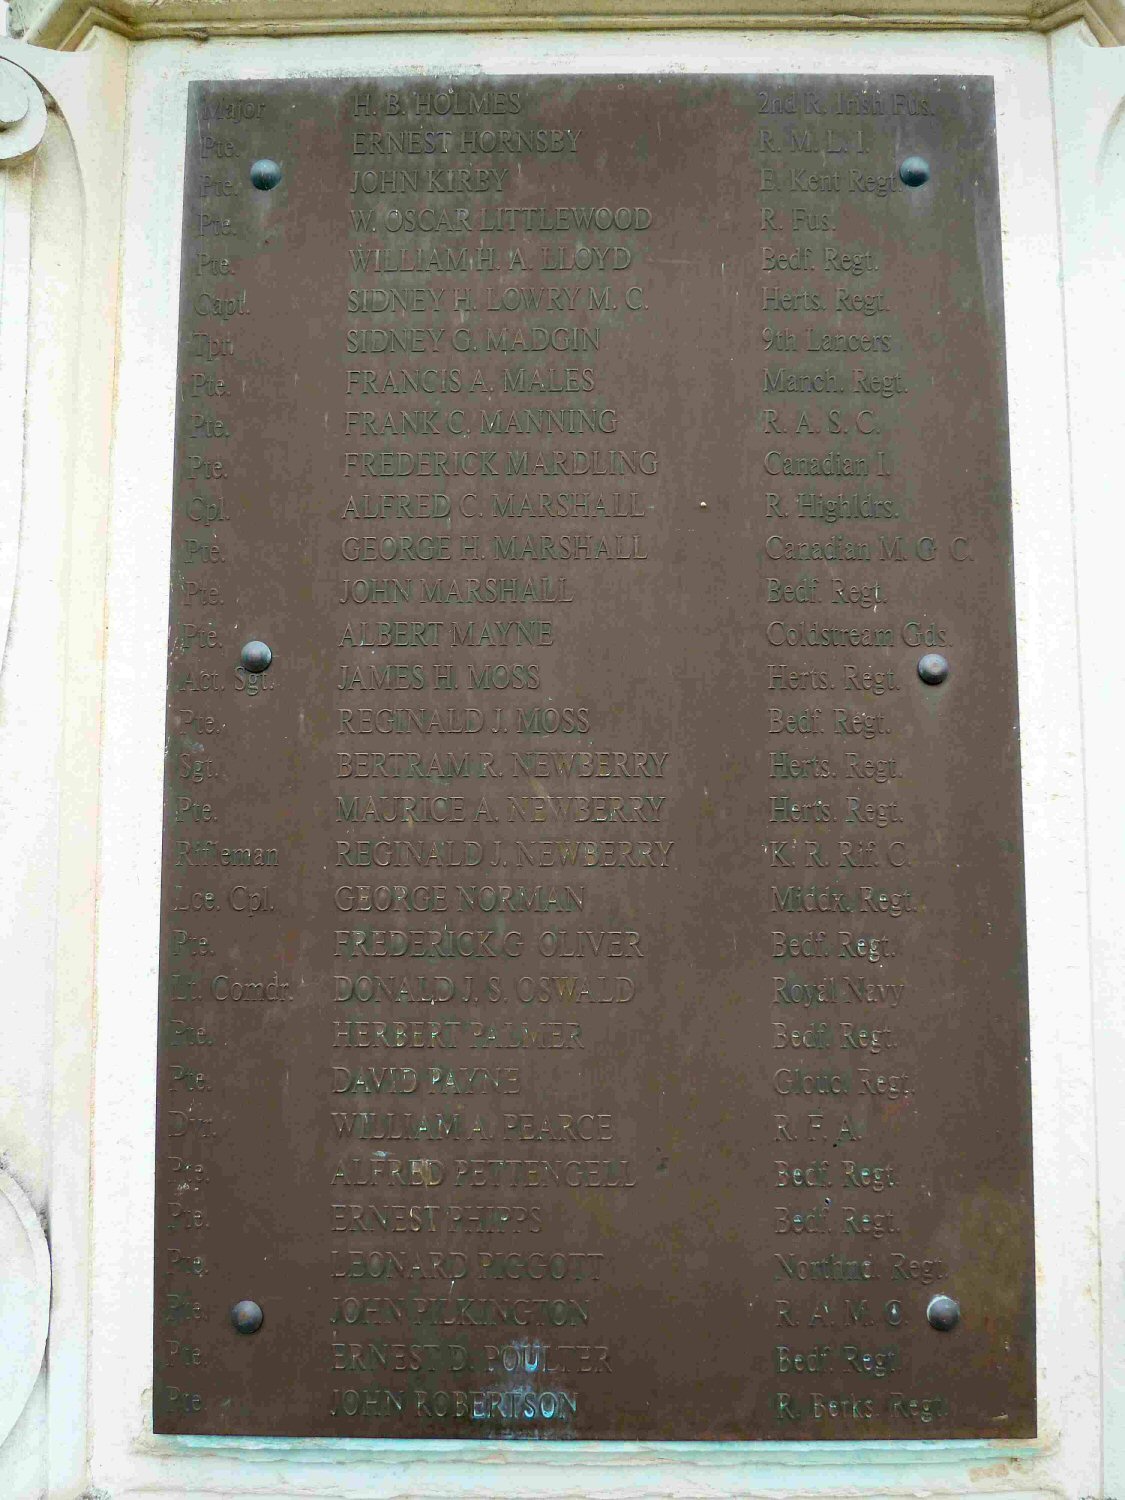 Major H. B. HOLMES 2nd R. Irish Fus.
Pte. ERNEST HORNSBY R. M. L. I.
Pte. JOHN KIRBY E. Kent Regt.
Pte. W. OSCAR LITTLEWOOD R. Fus.
Pte. WILLIAM H. A. LLOYD Bedf. Regt.
Capt. SIDNEY H. LOWRY M. C. Herts. Regt.
Tptr. SIDNEY G. MADGIN 9th Lancers
Pte. FRANCIS A. MALES Manch. Regt.
Pte. FRANK C. MANNING R. A. S. C.
Pte. FREDERICK MARDLING Canadian I.
Cpl. ALFRED C. MARSHALL R. Highldrs.
Pte. GEORGE H. MARSHALL Canadian M. G. C.
Pte. JOHN MARSHALL Bedf. Regt.
Pte. ALBERT MAYNE Coldstream Gds
Act. Sgt. JAMES H. MOSS Herts. Regt.
Pte. REGINALD J. MOSS Bedf. Regt.
Sgt. BERTRAM R. NEWBERRY Herts. Regt.
Pte. MAURICE A. NEWBERRY Herts. Regt.
Rifleman REGINALD J. NEWBERRY K. R. Rif. C.
Lce. Cpl. GEORGE NORMAN Middx. Regt.
Pte. FREDERICK G OLIVER Bedf. Regt.
Lt. Comdr. DONALD J. S. OSWALD Royal Navy
Pte. HERBERT PALMER Bedf. Regt.
Pte. DAVID PAYNE Glouc. Regt.
Dvr. WILLIAM A. PEARCE R. F. A.
Pte. ALFRED PETTENGELL Bedf. Regt.
Pte. ERNEST PHIPPS Bedf. Regt.
Pte. LEONARD PIGGOTT Northnd. Regt.
Pte. JOHN PILKINGTON R. A. M. C
Pte. ERNEST D. POULTER Bedf. Regt.
Pte. JOHN ROBERTSON R. Berks. Regt.